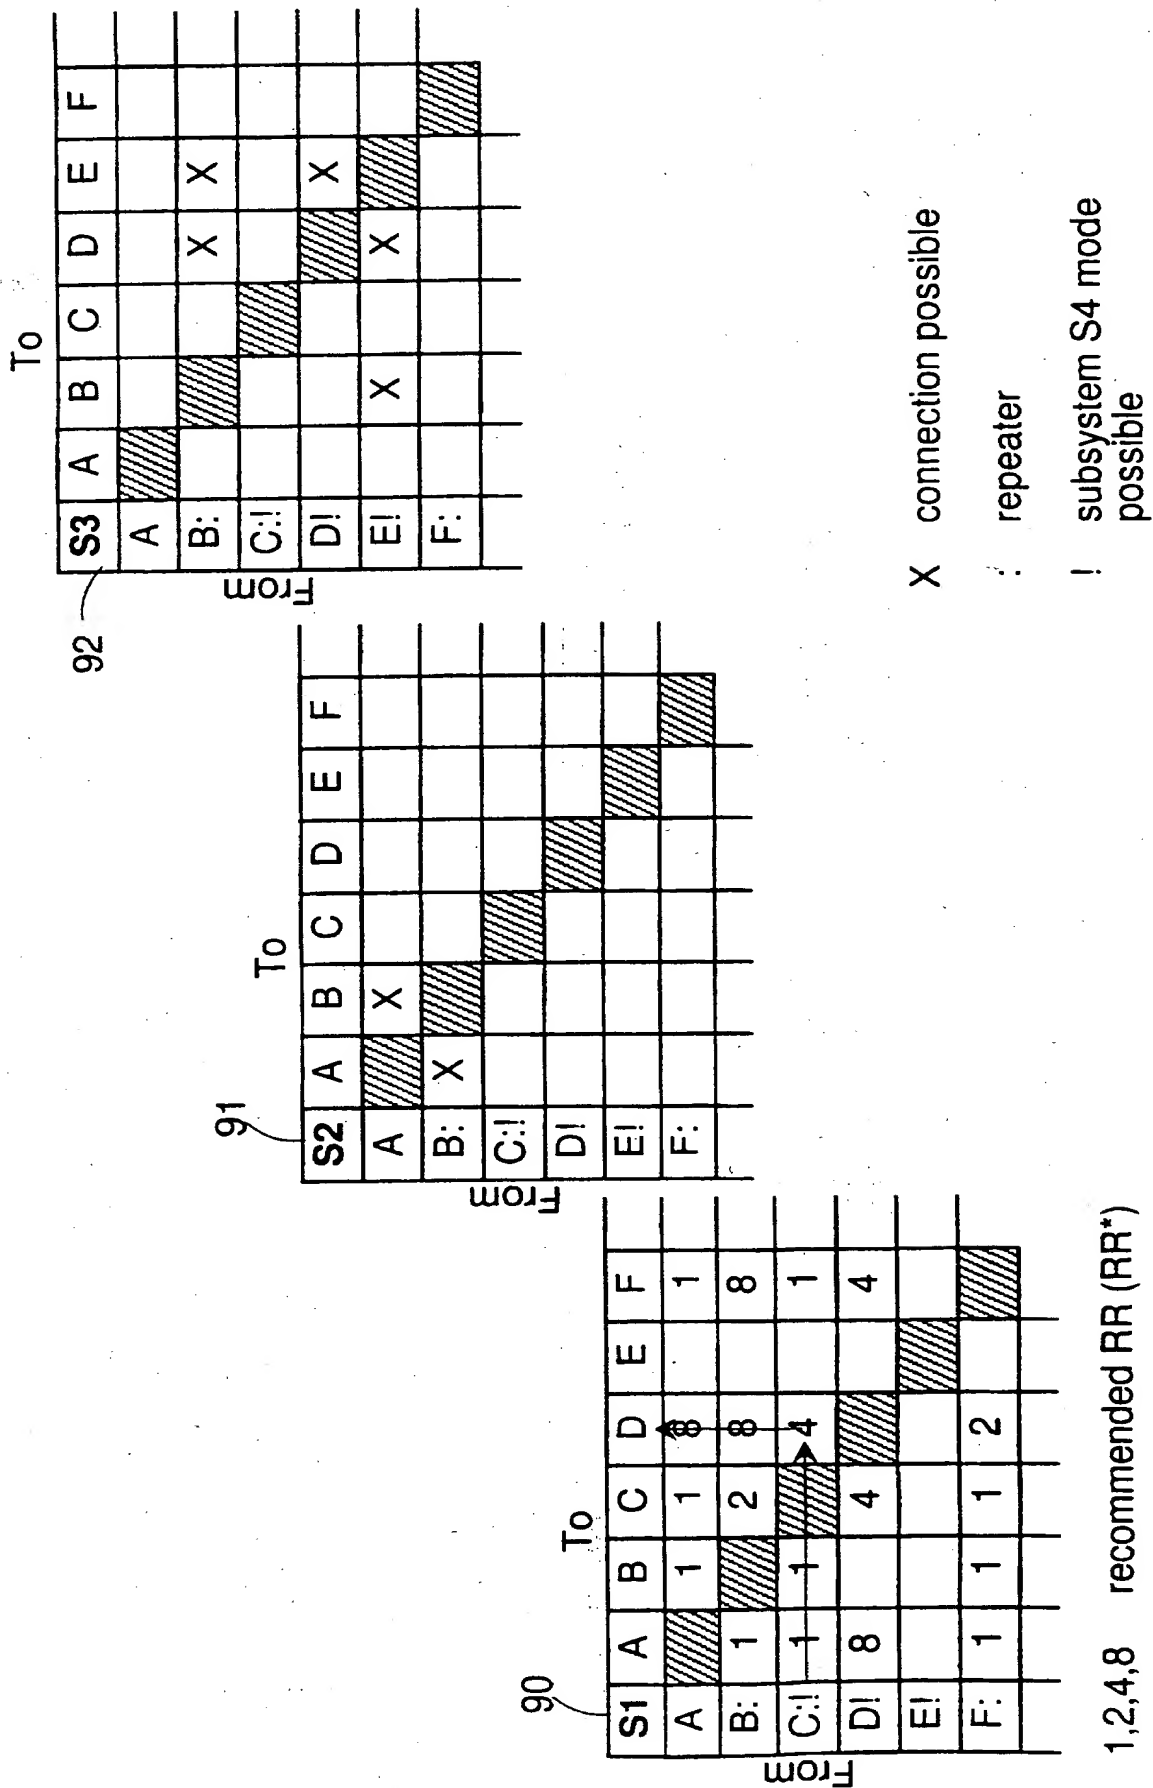 90
To
S1 A B C D E F
From
A 1 1 8 1
B: 1 2 8 8
C:! 1 1 4 1
D! 8 4 4
E!
F: 1 1 1 2
1,2,4,8 recommended RR (RR*)
91
To
S2 A B C D E F
From
A X
B: X
C:!
D!
E!
F:
92
To
S3 A B C D E F
From
A
B: X X
C:!
D! X
E! X X
F:
X connection possible
: repeater
! subsystem S4 mode
possible